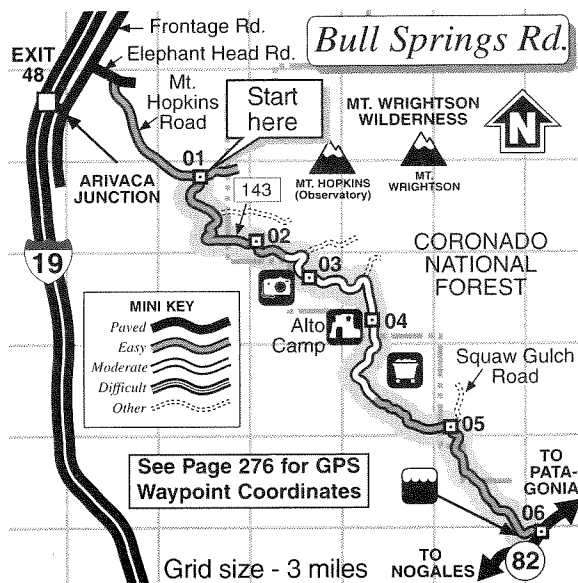 Frontage Rd.
Bull Springs Rd.
EXIT
48
Elephant Head Rd.
Mt.
Hopkins
Road
Start
here
MT. WRIGHTSON
WILDERNESS
N
01
ARIVACA
JUNCTION
143
MT. HOPKINS
(Observatory)
MT.
WRIGHTSON
02
CORONADO
NATIONAL
FOREST
19
03
MINI KEY
Paved
Easy
Moderate
Difficult
Other
Alto
Camp
04
Squaw Gulch
Road
05
See Page 276 for GPS
Waypoint Coordinates
TO
PATA-
GONIA
06
Grid size - 3 miles
TO
NOGALES
82